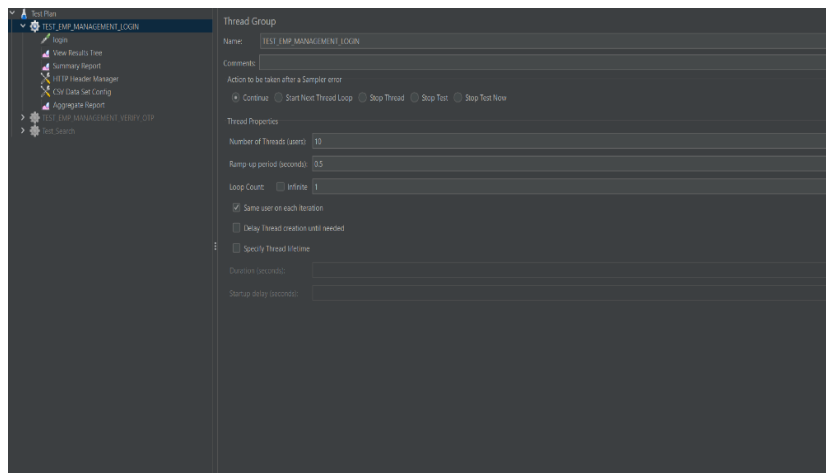 Test Plan
TEST_EMP_MANAGEMENT_LOGIN
login
View Results Tree
Summary Report
HTTP Header Manager
CSV Data Set Config
Aggregate Report
TEST_EMP_MANAGEMENT_VERIFY_OTP
Test_Search
Thread Group
Name: TEST_EMP_MANAGEMENT_LOGIN
Comments:
Action to be taken after a Sampler error
Continue Start Next Thread Loop Stop Thread Stop Test Stop Test Now
Thread Properties
Number of Threads (users): 10
Ramp-up period (seconds): 0.5
Loop Count: Infinite 1
Same user on each iteration
Delay Thread creation until needed
Specify Thread lifetime
Duration (seconds):
Startup delay (seconds):